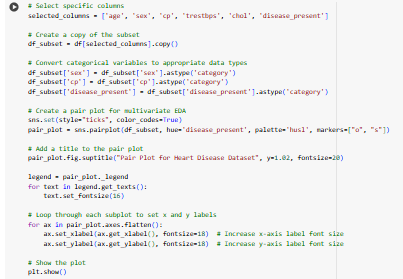 # Select specific columns
selected_columns = ['age', 'sex', 'cp', 'trestbps', 'chol', 'disease_present']
# Create a copy of the subset
df_subset = df[selected_columns].copy()
# Convert categorical variables to appropriate data types
df_subset['sex'] = df_subset['sex'].astype('category')
df_subset['cp'] = df_subset['cp'].astype('category')
df_subset['disease_present'] = df_subset['disease_present'].astype('category')
# Create a pair plot for multivariate EDA
sns.set(style="ticks", color_codes=True)
pair_plot = sns.pairplot(df_subset, hue='disease_present', palette='husl', markers=["o", "s"])
# Add a title to the pair plot
pair_plot.fig.suptitle("Pair Plot for Heart Disease Dataset", y=1.02, fontsize=20)
legend = pair_plot._legend
for text in legend.get_texts():
    text.set_fontsize(16)
# Loop through each subplot to set x and y labels
for ax in pair_plot.axes.flatten():
    ax.set_xlabel(ax.get_xlabel(), fontsize=18)  # Increase x-axis label font size
    ax.set_ylabel(ax.get_ylabel(), fontsize=18)  # Increase y-axis label font size
# Show the plot
plt.show()